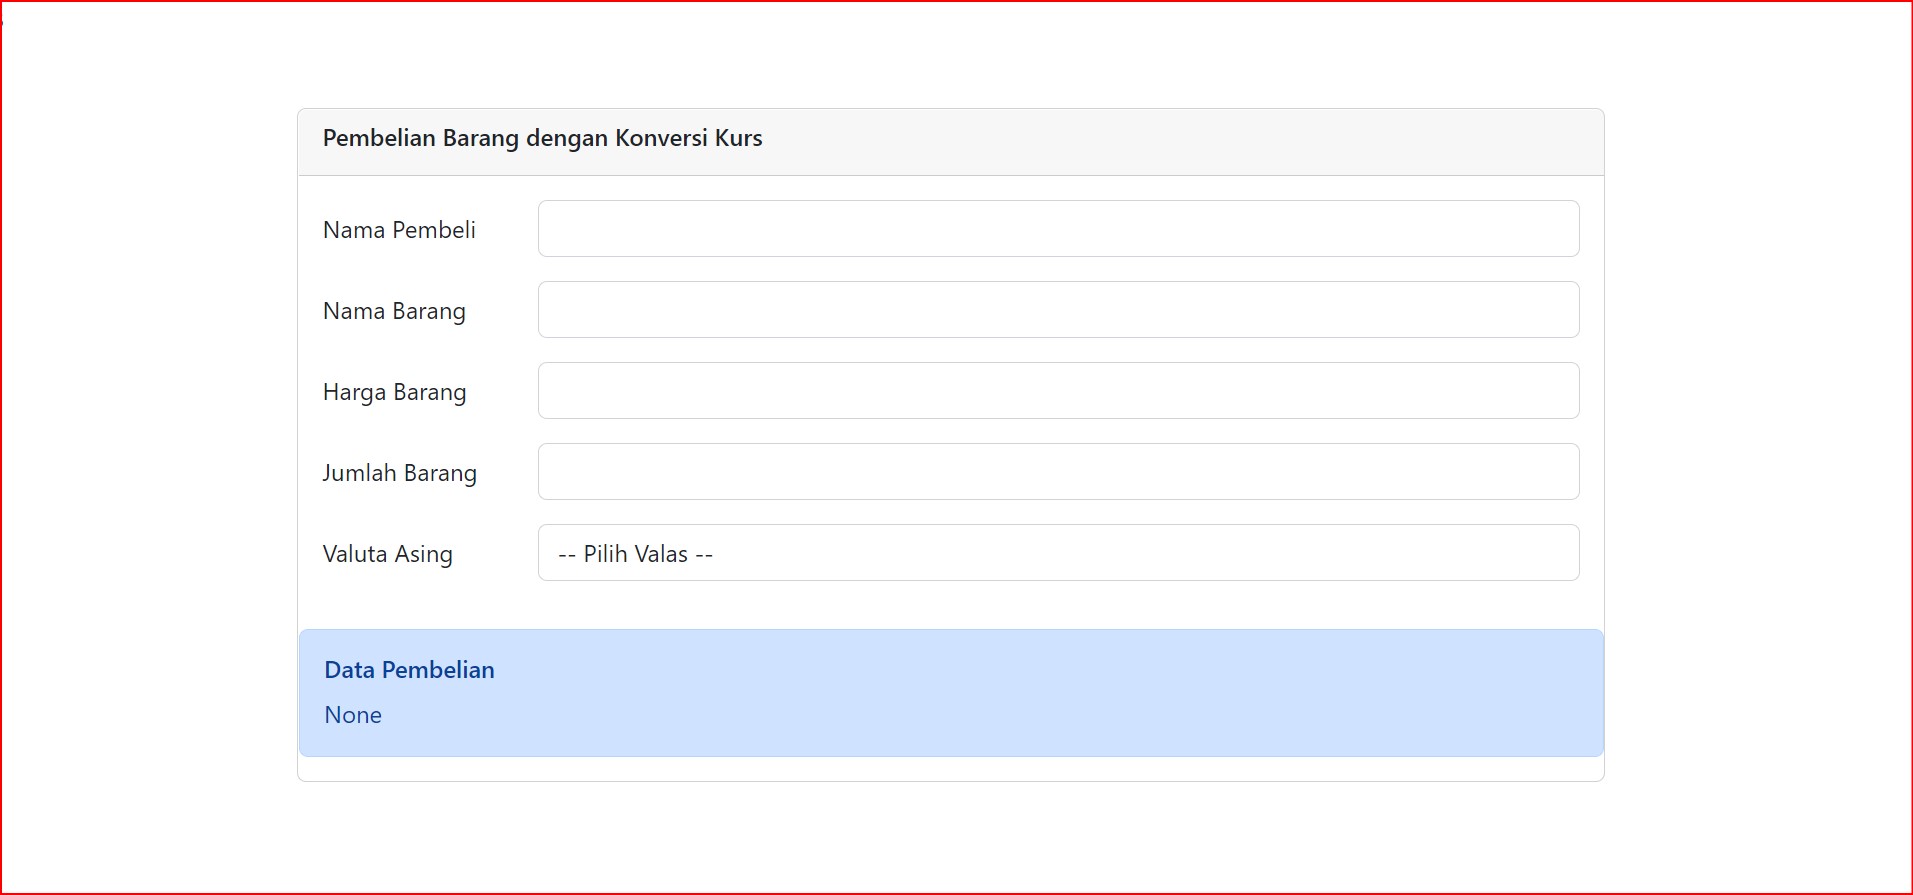 Pembelian Barang dengan Konversi Kurs
Nama Pembeli
Nama Barang
Harga Barang
Jumlah Barang
Valuta Asing
-- Pilih Valas --
Data Pembelian
None